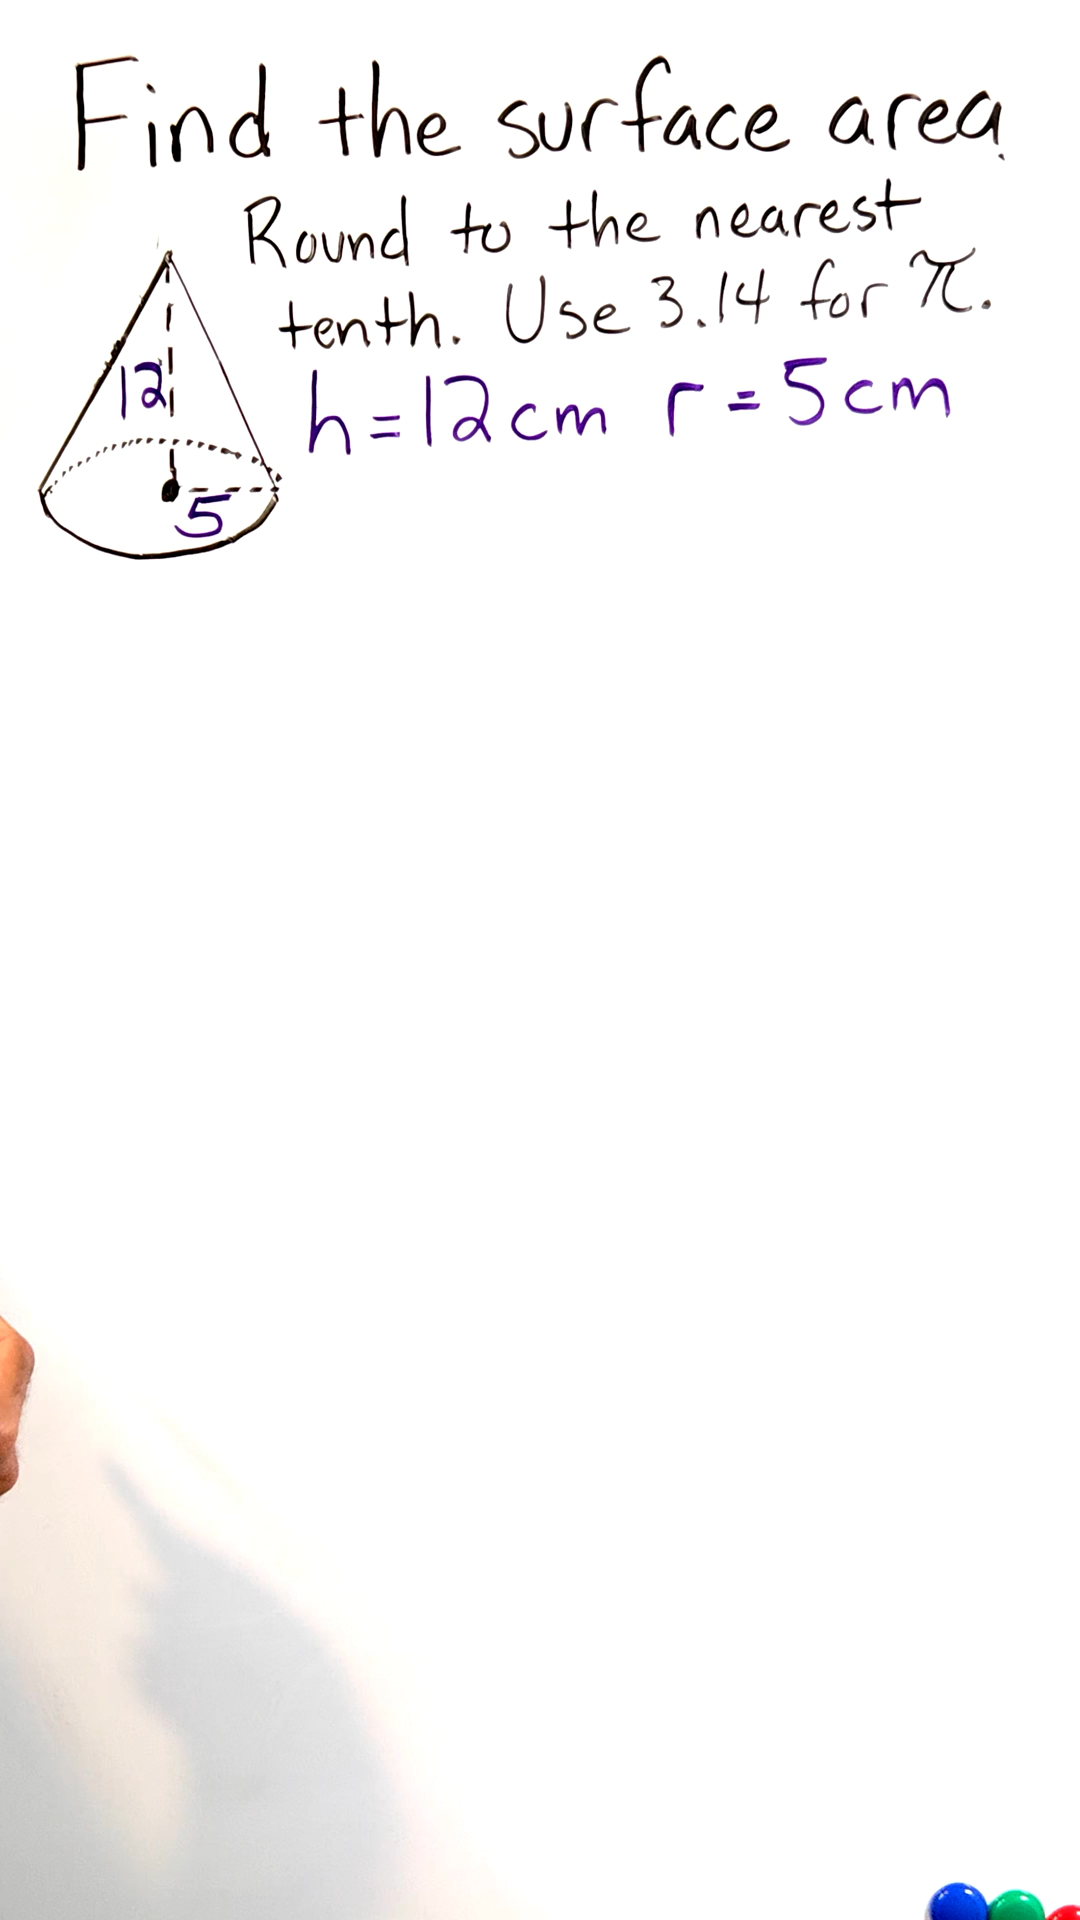 Find the surface area.
Round to the nearest
tenth. Use 3.14 for π.
h=12cm r=5cm
12
5